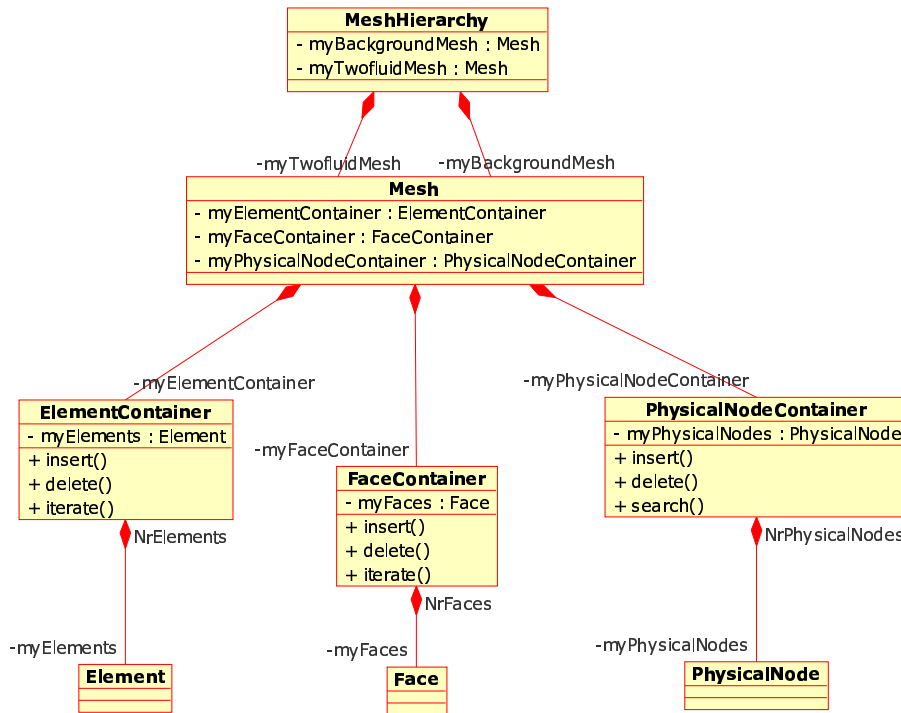 MeshHierarchy
- myBackgroundMesh : Mesh
- myTwofluidMesh : Mesh
-myTwofluidMesh
-myBackgroundMesh
Mesh
- myElementContainer : ElementContainer
- myFaceContainer : FaceContainer
- myPhysicalNodeContainer : PhysicalNodeContainer
-myElementContainer
-myFaceContainer
-myPhysicalNodeContainer
ElementContainer
- myElements : Element
+ insert()
+ delete()
+ iterate()
NrElements
-myElements
Element
FaceContainer
- myFaces : Face
+ insert()
+ delete()
+ iterate()
NrFaces
-myFaces
Face
PhysicalNodeContainer
- myPhysicalNodes : PhysicalNode
+ insert()
+ delete()
+ search()
NrPhysicalNodes
-myPhysicalNodes
PhysicalNode